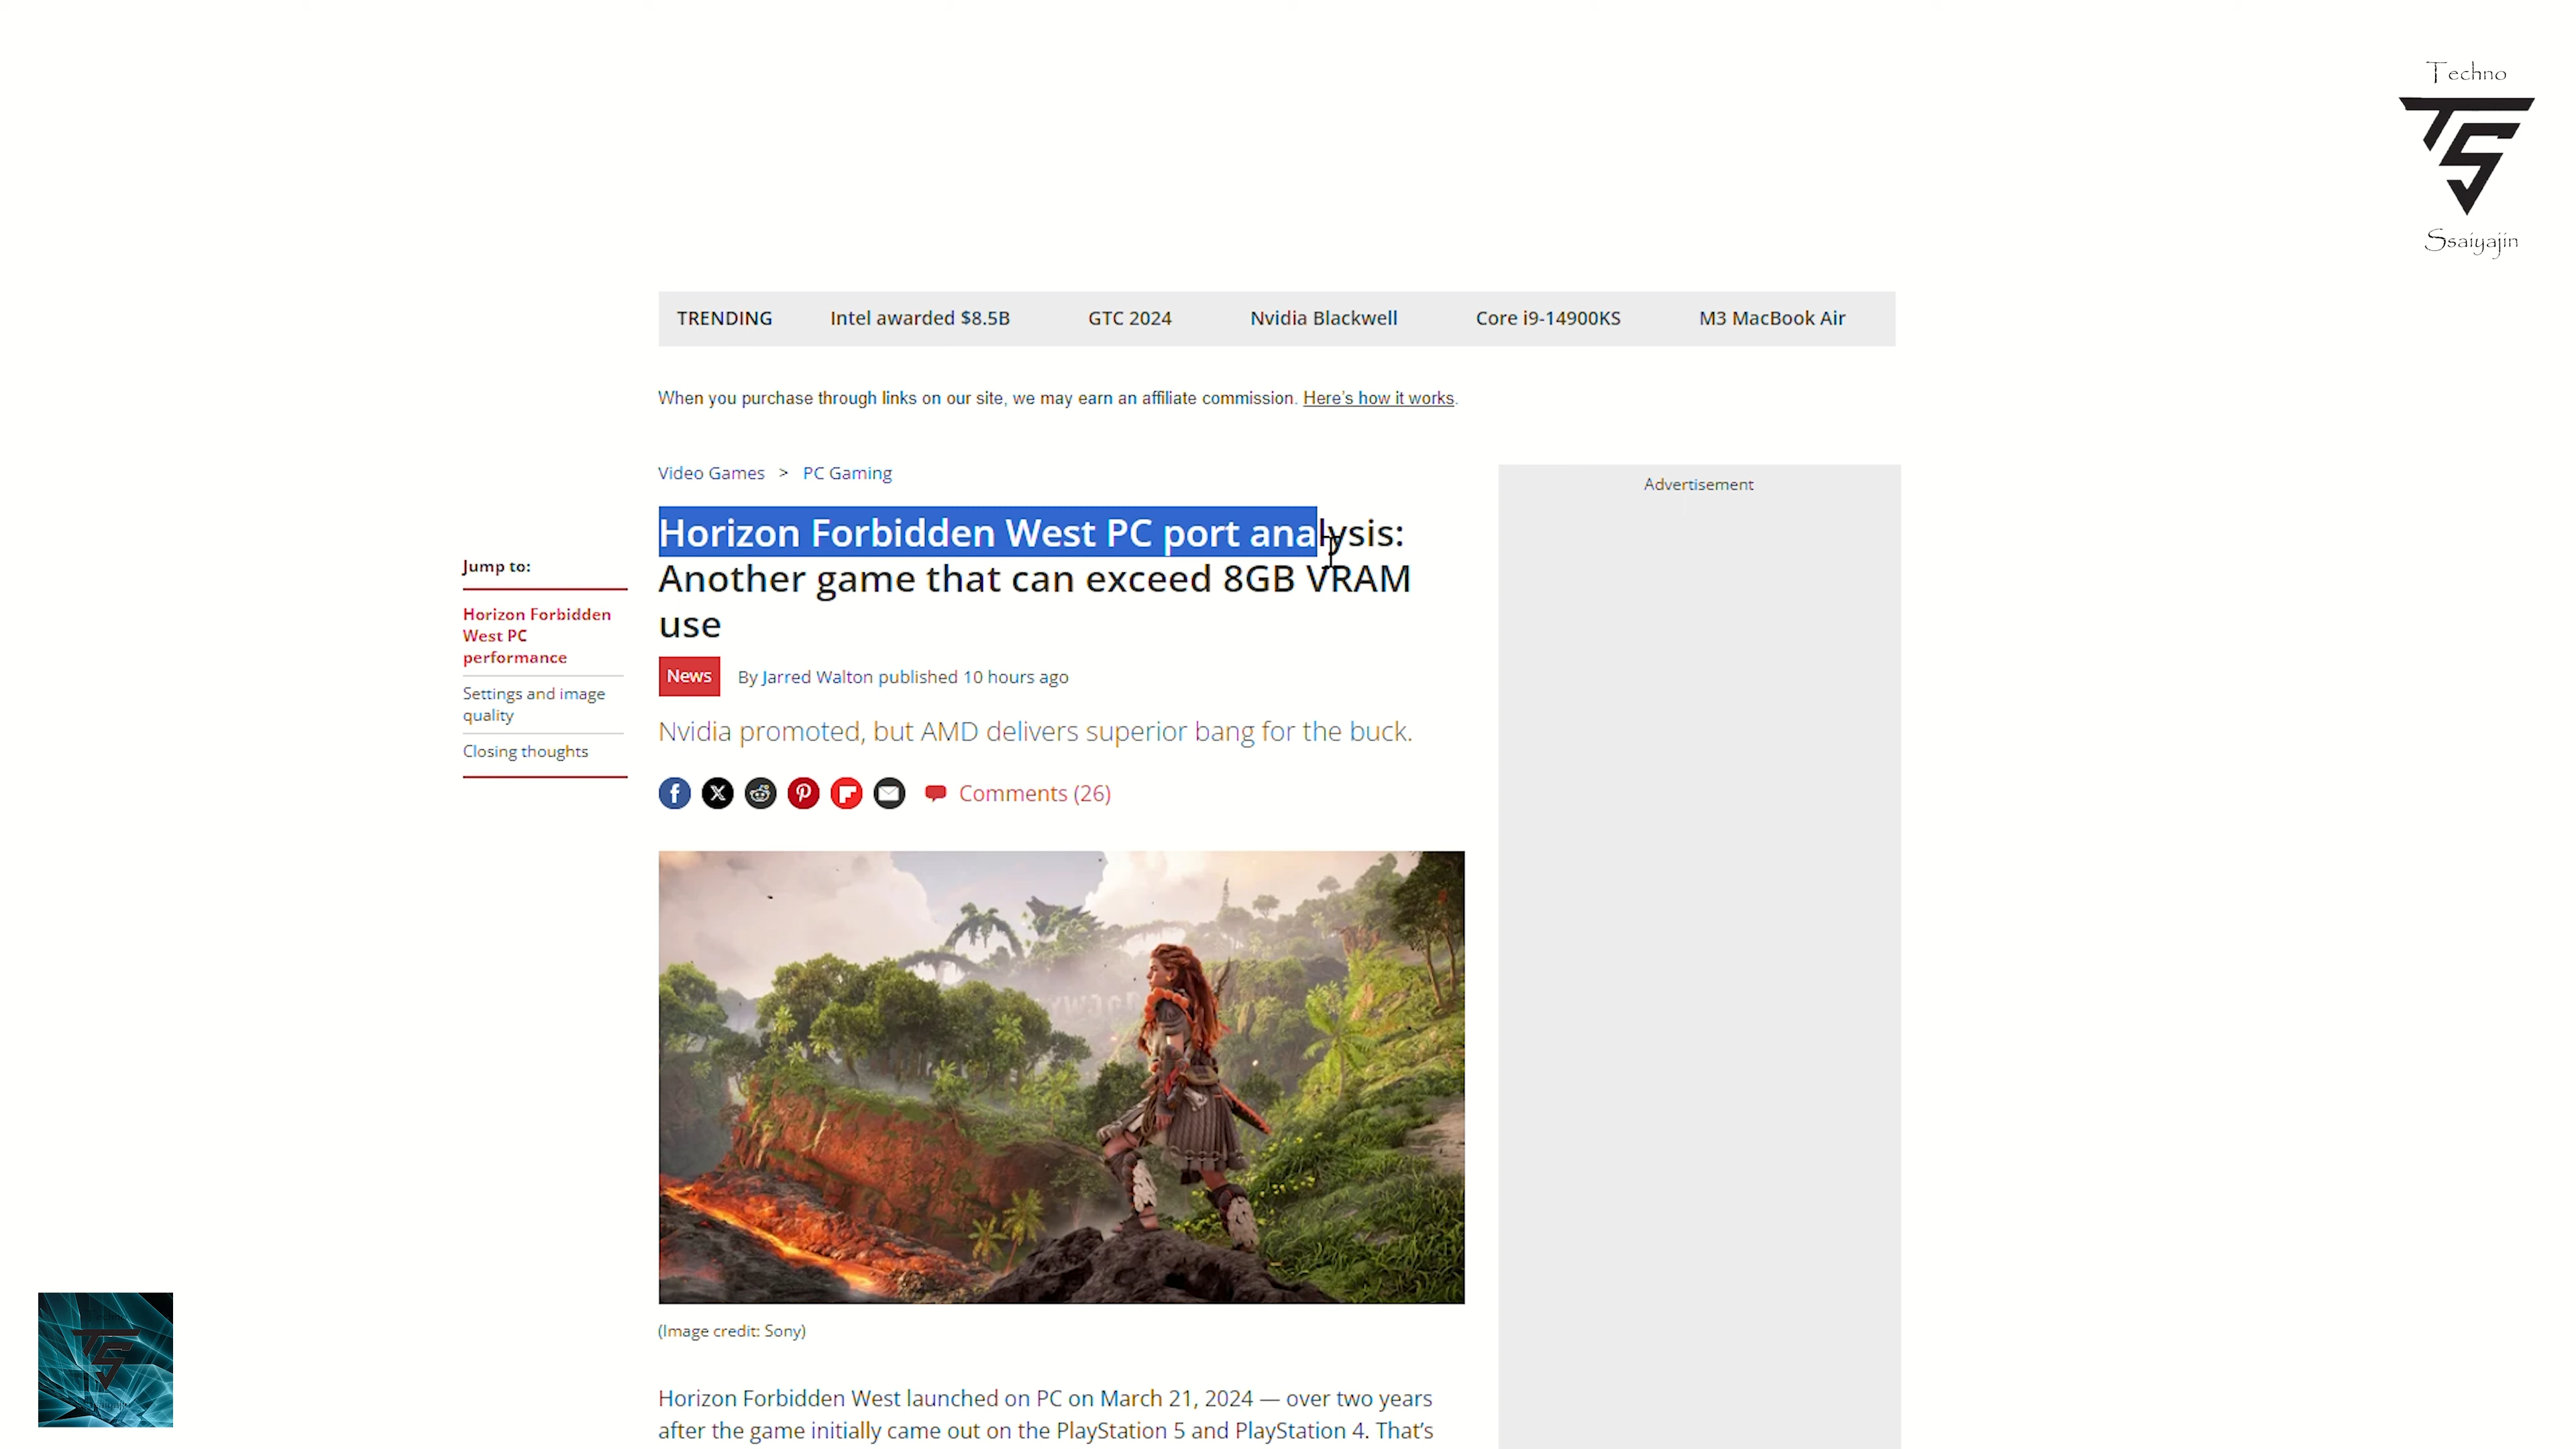 Techno
TS
Ssaiyajin
TRENDING Intel awarded $8.5B GTC 2024 Nvidia Blackwell Core i9-14900KS M3 MacBook Air
When you purchase through links on our site, we may earn an affiliate commission. Here's how it works.
Video Games > PC Gaming
Advertisement
Horizon Forbidden West PC port analysis:
Another game that can exceed 8GB VRAM
use
Jump to:
Horizon Forbidden
West PC
performance
Settings and image
quality
Closing thoughts
News By Jarred Walton published 10 hours ago
Nvidia promoted, but AMD delivers superior bang for the buck.
Comments (26)
(Image credit: Sony)
Horizon Forbidden West launched on PC on March 21, 2024 — over two years
after the game initially came out on the PlayStation 5 and PlayStation 4. That's
TS